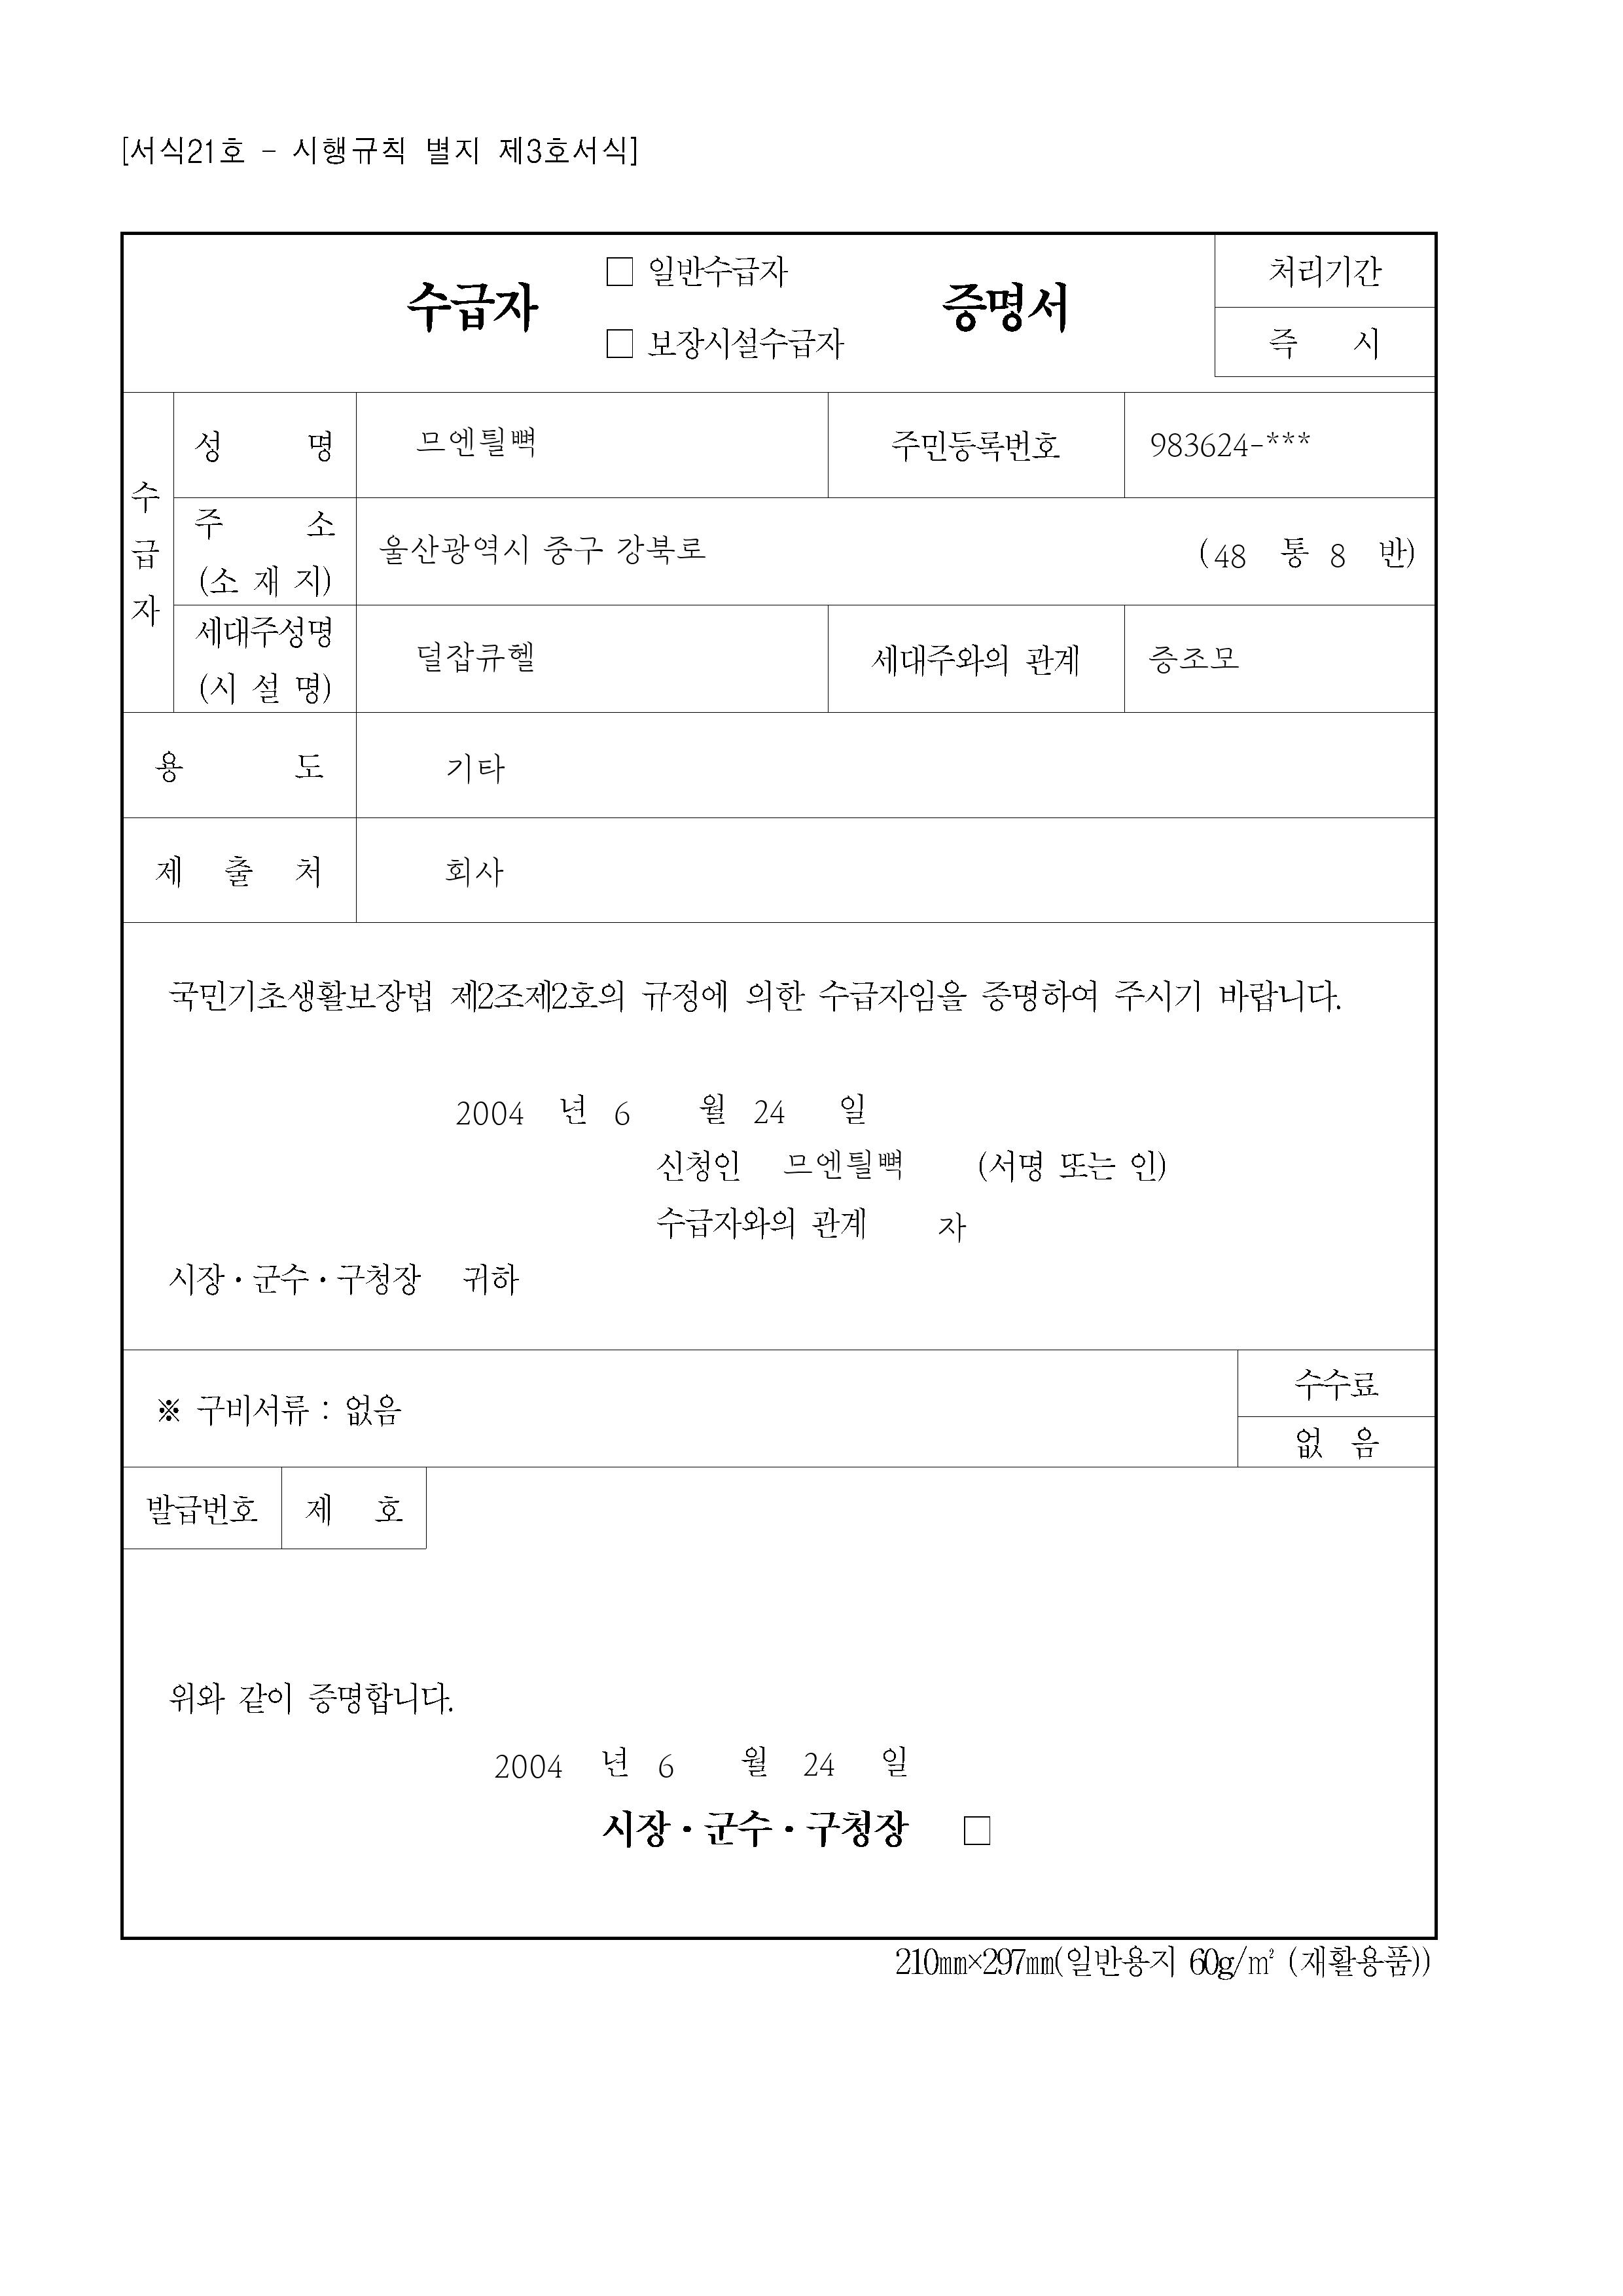 [서식21호 - 시행규칙 별지 제3호서식]
수급자 □ 일반수급자 □ 보장시설수급자 증명서
처리기간
즉 시
수급자
성 명 므엔틸뼉 주민등록번호 983624-***
주 소 (소 재 지) 울산광역시 중구 강북로 (48 통 8 반)
세대주성명 (시 설 명) 덜잡큐헬 세대주와의 관계 증조모
용 도 기타
제 출 처 회사
국민기초생활보장법 제2조제2호의 규정에 의한 수급자임을 증명하여 주시기 바랍니다.
2004 년 6 월 24 일
신청인 므엔틸뼉 (서명 또는 인)
수급자와의 관계 자
시장·군수·구청장 귀하
※ 구비서류 : 없음
수수료
없 음
발급번호 제 호
위와 같이 증명합니다.
2004 년 6 월 24 일
시장·군수·구청장 □
210㎜×297㎜(일반용지 60g/㎡ (재활용품))